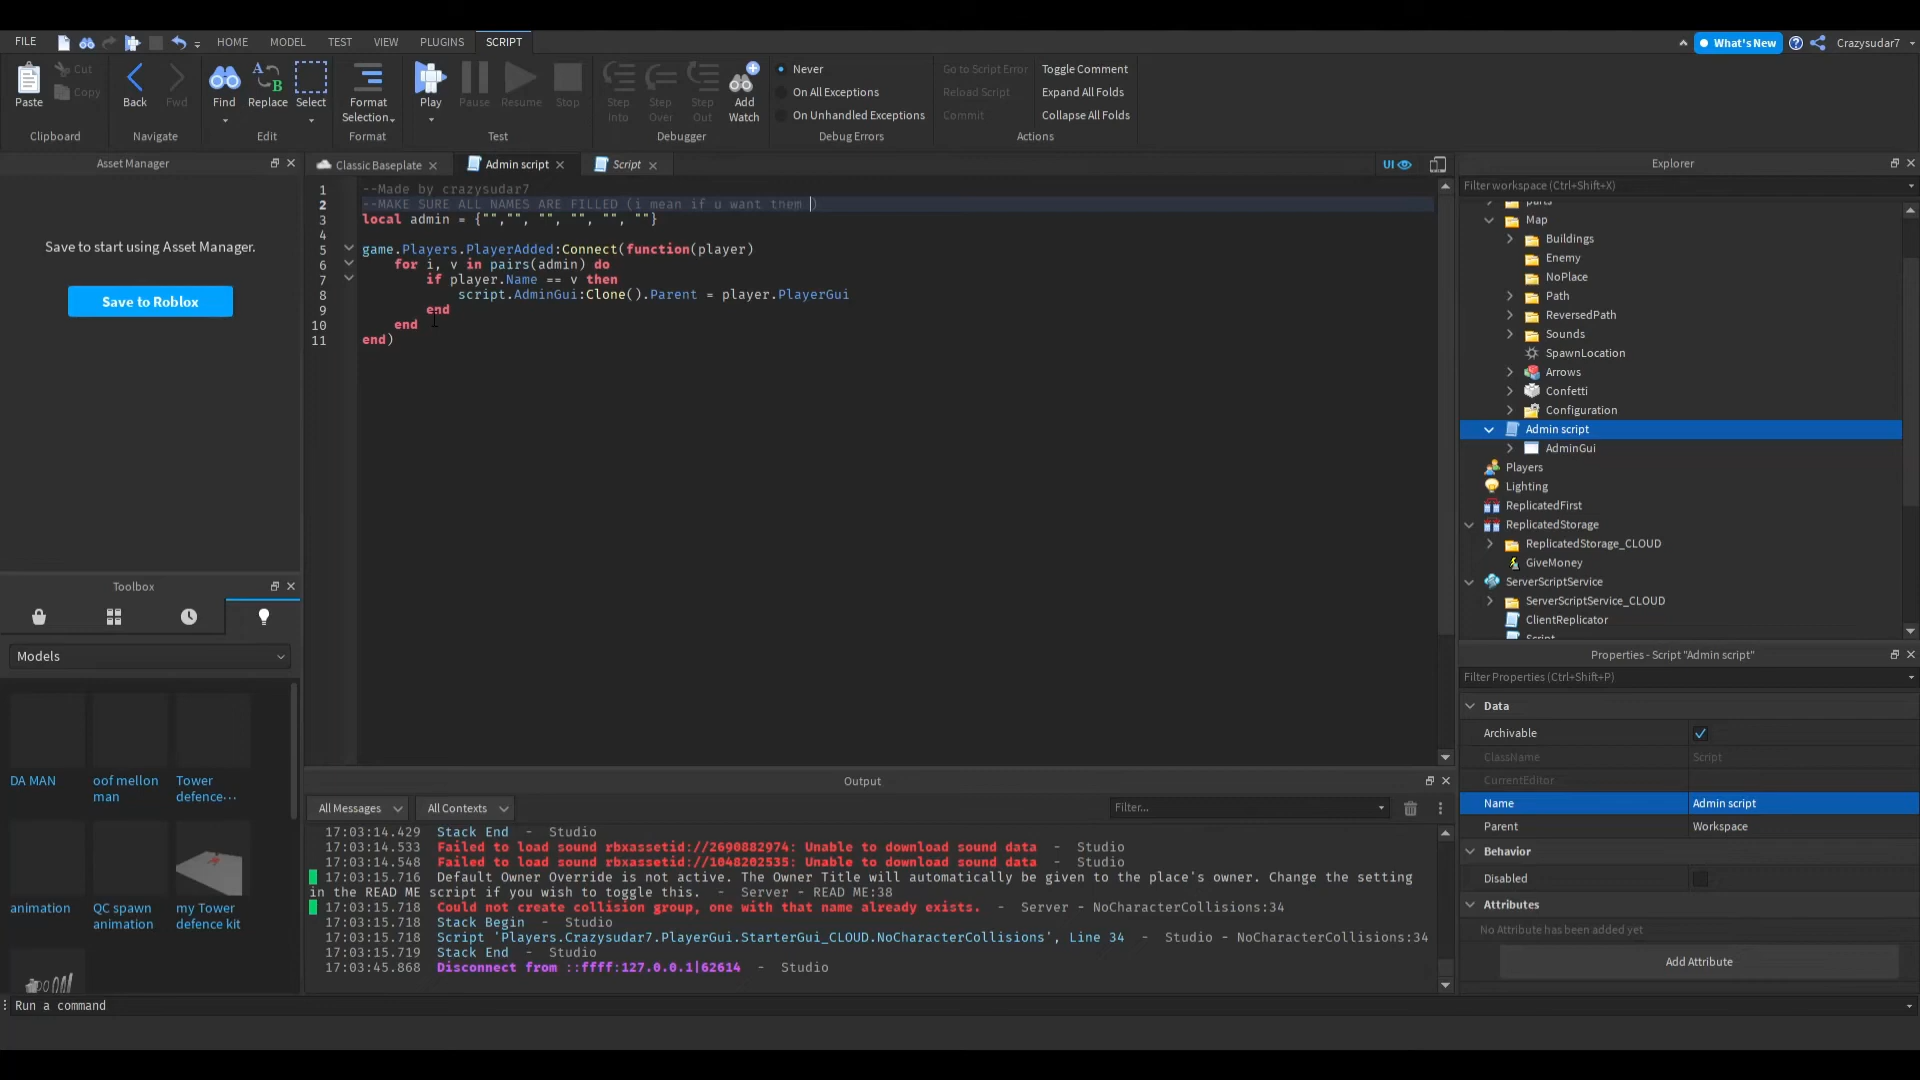 FILE HOME MODEL TEST VIEW PLUGINS SCRIPT What's New Crazysudar7
Paste Cut Copy Clipboard
Back Fwd Navigate
Find Replace Select Edit
Format Selection Format
Play Pause Resume Stop Test
Step Into Step Over Step Out Add Watch Debugger
Never
On All Exceptions
On Unhandled Exceptions
Debug Errors
Go to Script Error Toggle Comment
Reload Script Expand All Folds
Commit Collapse All Folds
Actions
Asset Manager
Save to start using Asset Manager.
Save to Roblox
Toolbox
Models
DA MAN
oof mellon man
Tower defence...
animation
QC spawn animation
my Tower defence kit
Classic Baseplate Admin script Script UI
1 --Made by crazysudar7
2 --MAKE SURE ALL NAMES ARE FILLED (i mean if u want them )
3 local admin = {"","", "", "", "", ""}
4
5 game.Players.PlayerAdded:Connect(function(player)
6 for i, v in pairs(admin) do
7 if player.Name == v then
8 script.AdminGui:Clone().Parent = player.PlayerGui
9 end
10 end
11 end)
Output
All Messages All Contexts Filter...
17:03:14.429 Stack End - Studio
17:03:14.533 Failed to load sound rbxassetid://2690882974: Unable to download sound data - Studio
17:03:14.548 Failed to load sound rbxassetid://1048202535: Unable to download sound data - Studio
17:03:15.716 Default Owner Override is not active. The Owner Title will automatically be given to the place's owner. Change the setting
in the READ ME script if you wish to toggle this. - Server - READ ME:38
17:03:15.718 Could not create collision group, one with that name already exists. - Server - NoCharacterCollisions:34
17:03:15.718 Stack Begin - Studio
17:03:15.718 Script 'Players.Crazysudar7.PlayerGui.StarterGui_CLOUD.NoCharacterCollisions', Line 34 - Studio - NoCharacterCollisions:34
17:03:15.719 Stack End - Studio
17:03:45.868 Disconnect from ::ffff:127.0.0.1|62614 - Studio
Run a command
Explorer
Filter workspace (Ctrl+Shift+X)
parts
Map
Buildings
Enemy
NoPlace
Path
ReversedPath
Sounds
SpawnLocation
Arrows
Confetti
Configuration
Admin script
AdminGui
Players
Lighting
ReplicatedFirst
ReplicatedStorage
ReplicatedStorage_CLOUD
GiveMoney
ServerScriptService
ServerScriptService_CLOUD
ClientReplicator
Script
Properties - Script "Admin script"
Filter Properties (Ctrl+Shift+P)
Data
Archivable
ClassName Script
CurrentEditor
Name Admin script
Parent Workspace
Behavior
Disabled
Attributes
No Attribute has been added yet
Add Attribute